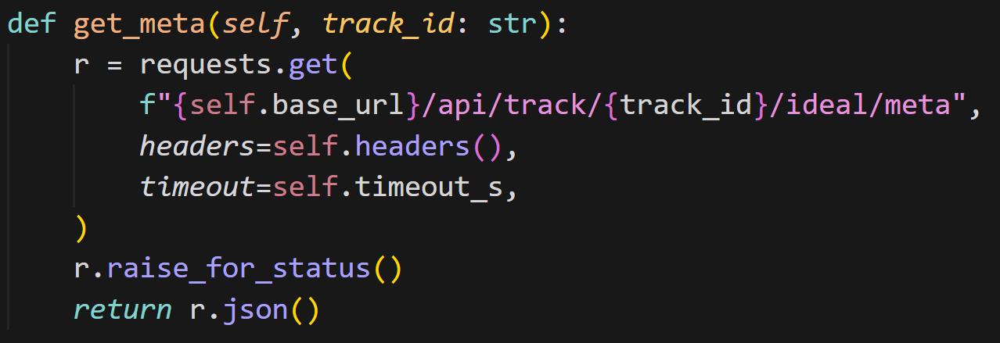 def get_meta(self, track_id: str):
    r = requests.get(
        f"{self.base_url}/api/track/{track_id}/ideal/meta",
        headers=self.headers(),
        timeout=self.timeout_s,
    )
    r.raise_for_status()
    return r.json()